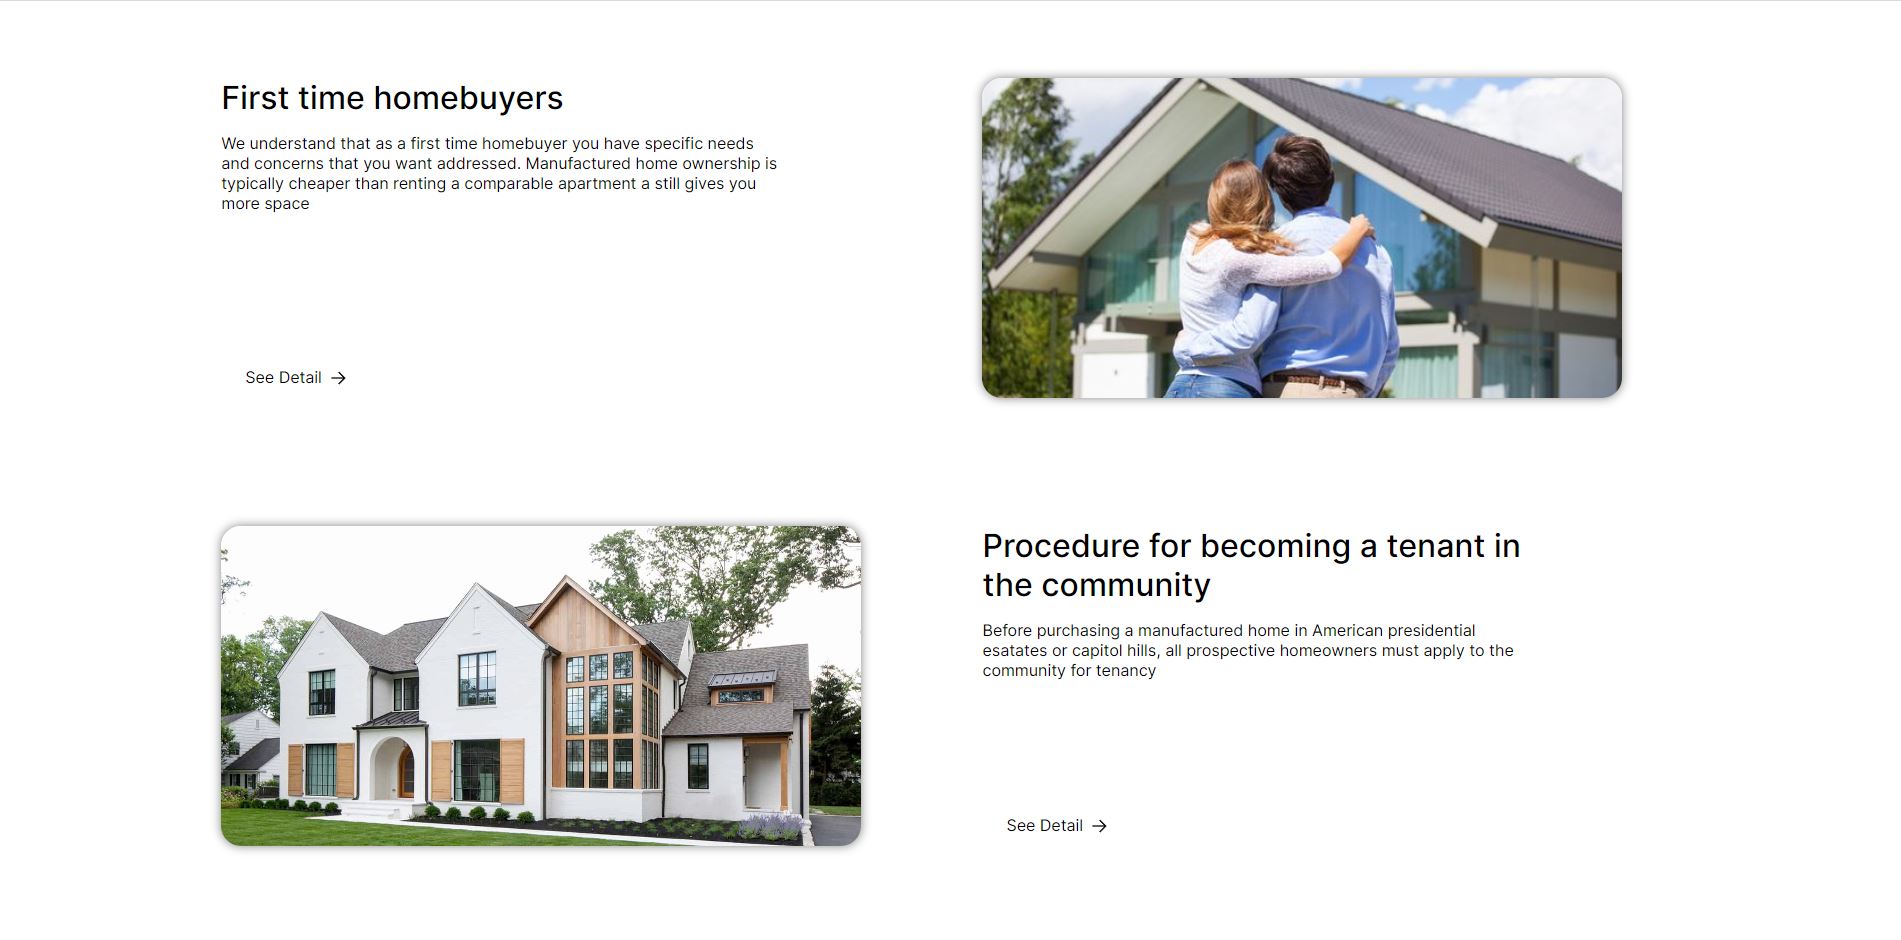 First time homebuyers
We understand that as a first time homebuyer you have specific needs
and concerns that you want addressed. Manufactured home ownership is
typically cheaper than renting a comparable apartment a still gives you
more space
See Detail →
Procedure for becoming a tenant in
the community
Before purchasing a manufactured home in American presidential
esatates or capitol hills, all prospective homeowners must apply to the
community for tenancy
See Detail →